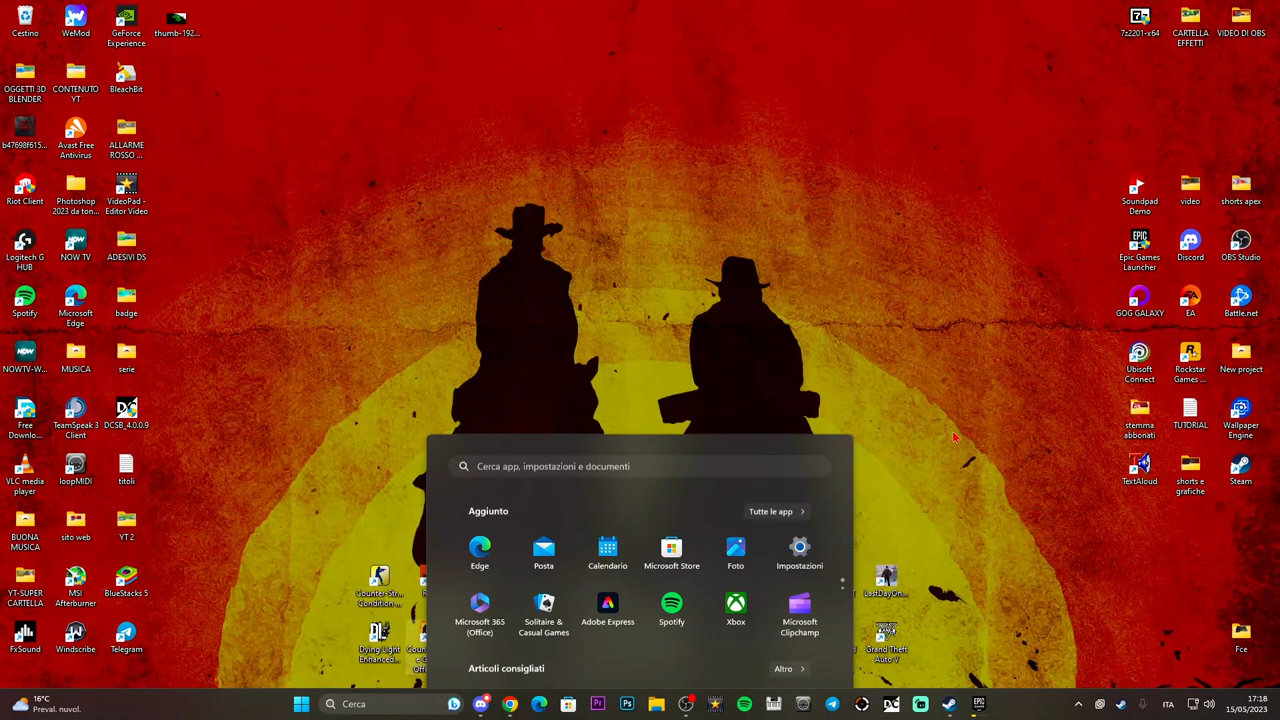 Cestino
WeMod
GeForce
Experience
thumb-192...
7z2201-x64
CARTELLA
EFFETTI
VIDEO DI OBS
OGGETTI 3D
BLENDER
CONTENUTO
YT
BleachBit
b47698f615...
Avast Free
Antivirus
ALLARME
ROSSO ...
Riot Client
Photoshop
2023 da ton...
VideoPad -
Editor Video
Soundpad
Demo
video
shorts apex
Logitech G
HUB
NOW TV
ADESIVI DS
Epic Games
Launcher
Discord
OBS Studio
Spotify
Microsoft
Edge
badge
GOG GALAXY
EA
Battle.net
NOWTV-W...
MUSICA
serie
Ubisoft
Connect
Rockstar
Games ...
New project
Free
Downlo...
TeamSpeak 3
Client
DCSB_4.0.0.9
stemma
abbonati
TUTORIAL
Wallpaper
Engine
VLC media
player
loopMIDI
titoli
TextAloud
shorts e
grafiche
Steam
BUONA
MUSICA
sito web
YT 2
YT-SUPER
CARTELLA
MSI
Afterburner
BlueStacks 5
Counter-Str...
Condition ...
LastDayOn...
FxSound
Windscribe
Telegram
Dying Light
Enhanced...
Grand Theft
Auto V
Fce
Cerca app, impostazioni e documenti
Aggiunto
Tutte le app
Edge
Posta
Calendario
Microsoft Store
Foto
Impostazioni
Microsoft 365
(Office)
Solitaire &
Casual Games
Adobe Express
Spotify
Xbox
Microsoft
Clipchamp
Articoli consigliati
Altro
16°C
Preval. nuvol.
Cerca
ITA
17:18
15/05/2023